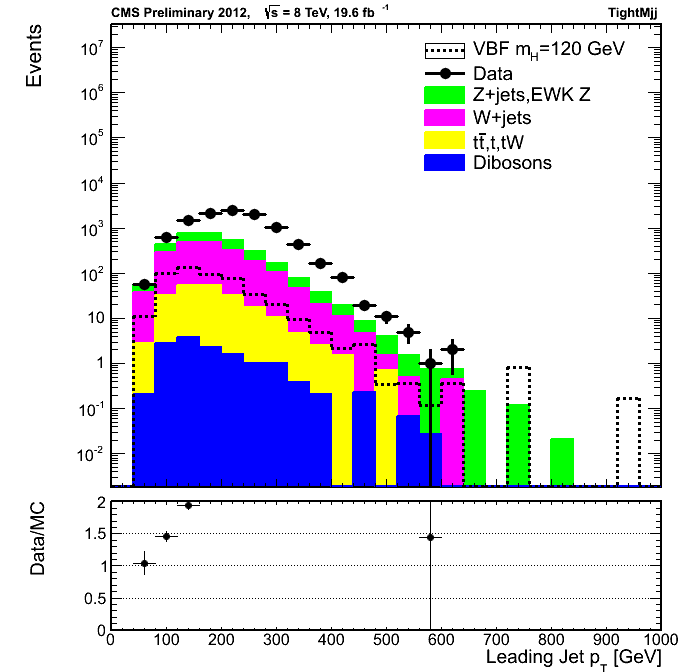 CMS Preliminary 2012, √s = 8 TeV, 19.6 fb⁻¹ TightMjj
Events
10⁷
10⁶
10⁵
10⁴
10³
10²
10
1
10⁻¹
10⁻²
VBF m_H=120 GeV
Data
Z+jets,EWK Z
W+jets
tt̄,t,tW
Dibosons
Data/MC
2
1.5
1
0.5
0
0 100 200 300 400 500 600 700 800 900 1000
Leading Jet p_T [GeV]